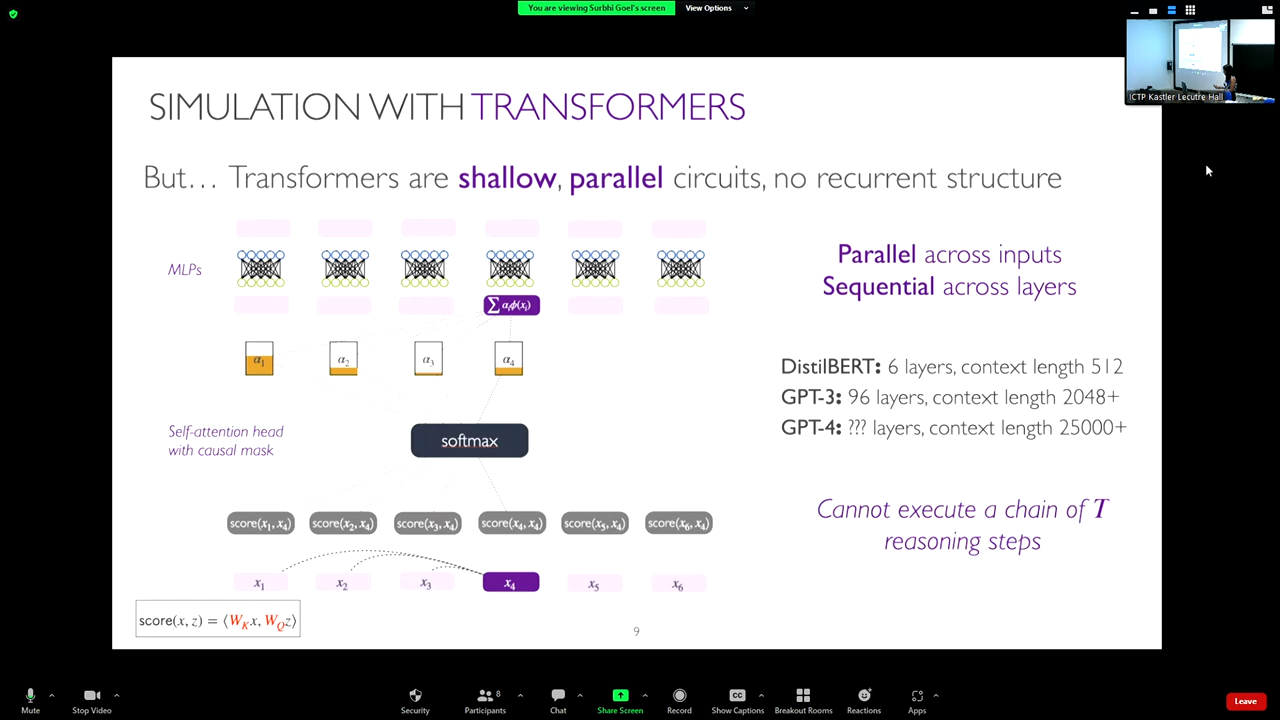 You are viewing Surbhi Goel's screen
View Options
ICTP Kastler Lecutre Hall
SIMULATION WITH TRANSFORMERS
But... Transformers are shallow, parallel circuits, no recurrent structure
MLPs
∑ αᵢϕ(xᵢ)
α₁ α₂ α₃ α₄
Self-attention head
with causal mask
softmax
score(x₁, x₄) score(x₂, x₄) score(x₃, x₄) score(x₄, x₄) score(x₅, x₄) score(x₆, x₄)
x₁ x₂ x₃ x₄ x₅ x₆
score(x, z) = ⟨W_K x, W_Q z⟩
Parallel across inputs
Sequential across layers
DistilBERT: 6 layers, context length 512
GPT-3: 96 layers, context length 2048+
GPT-4: ??? layers, context length 25000+
Cannot execute a chain of T
reasoning steps
9
Mute
Stop Video
Security
Participants
8
Chat
Share Screen
Record
Show Captions
Breakout Rooms
Reactions
Apps
Leave